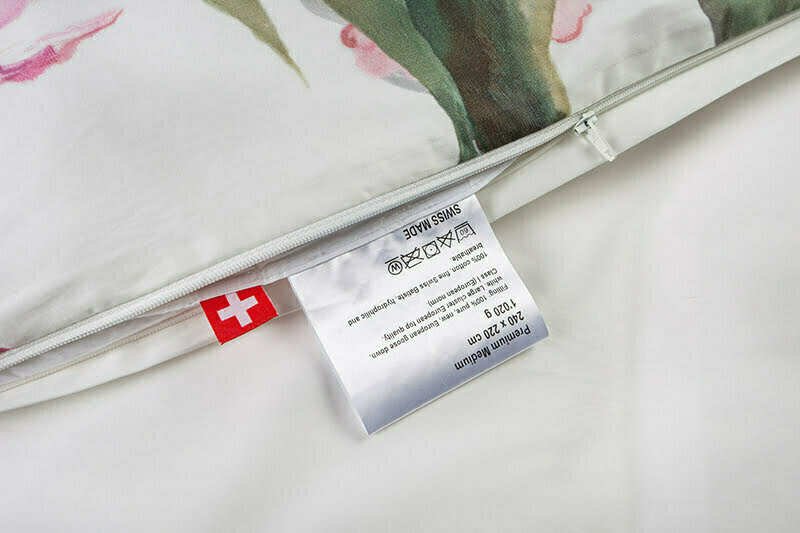 Premium Medium
240 x 220 cm
1'020 g
Filling: 100% pure new, European goose down,
white. Large cluster European top quality.
Class I (European norm)
100% cotton, fine Swiss Batiste hydrophilic and
breathable.
60 W
SWISS MADE